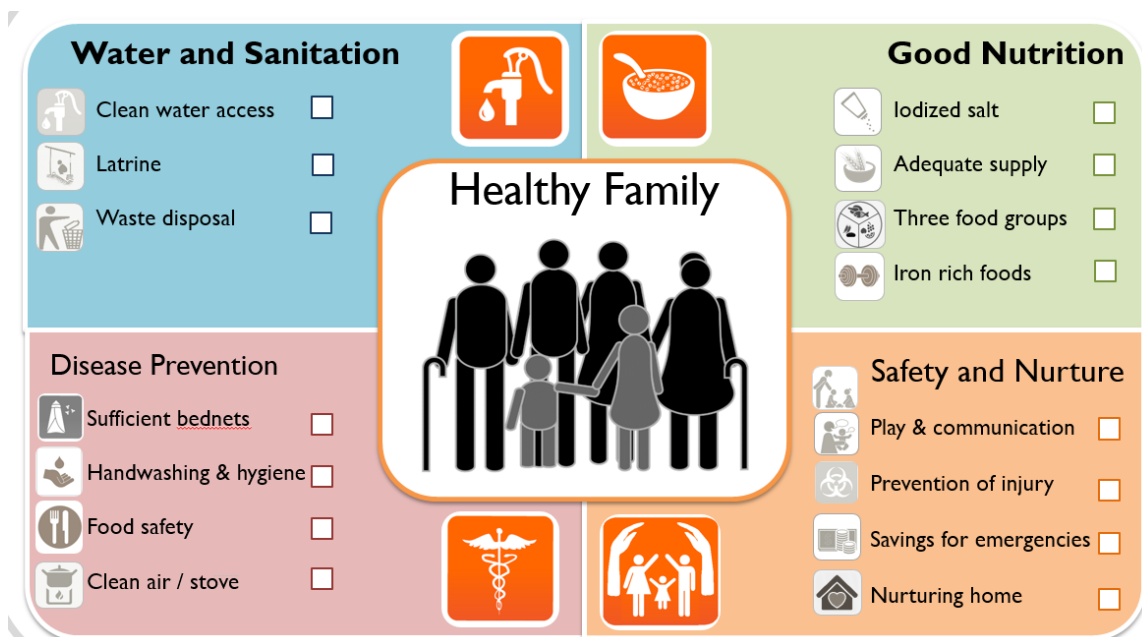 Water and Sanitation
Clean water access
Latrine
Waste disposal
Good Nutrition
Iodized salt
Adequate supply
Three food groups
Iron rich foods
Healthy Family
Disease Prevention
Sufficient bednets
Handwashing & hygiene
Food safety
Clean air / stove
Safety and Nurture
Play & communication
Prevention of injury
Savings for emergencies
Nurturing home